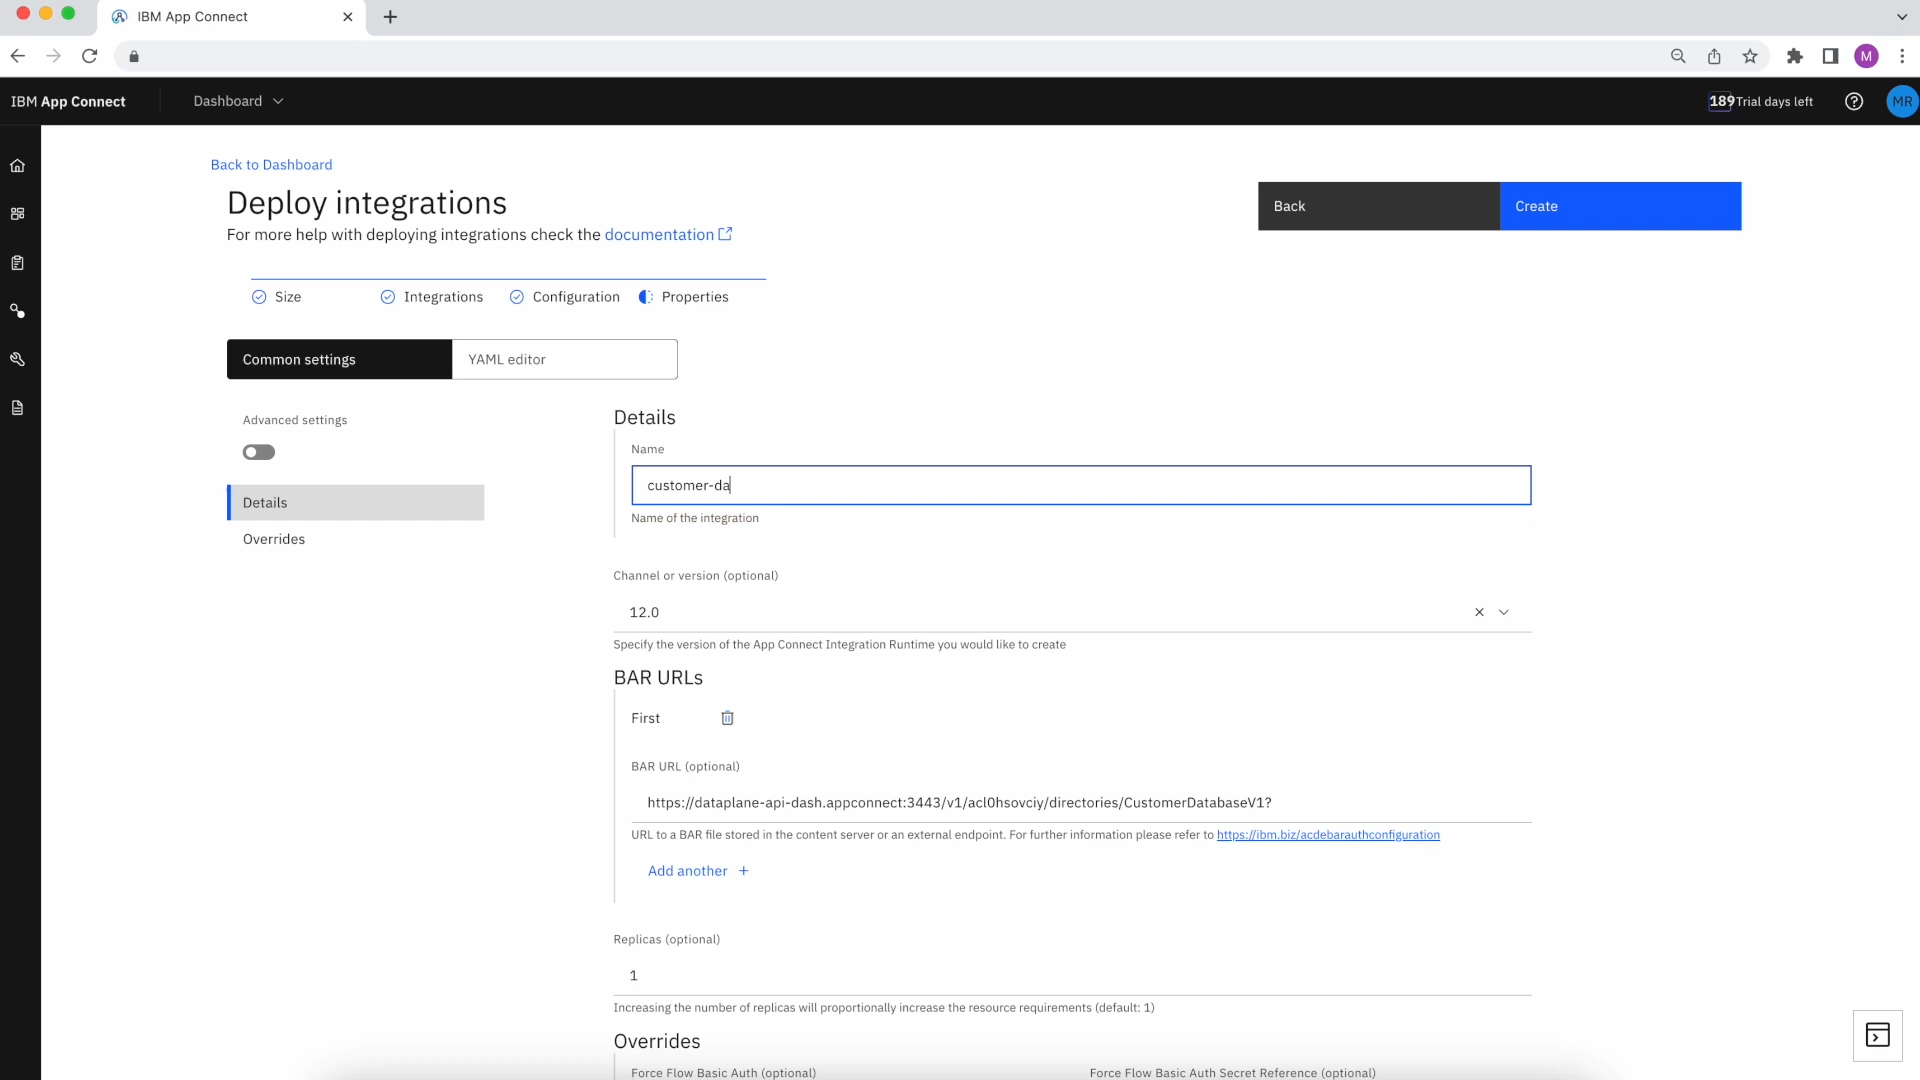 IBM App Connect
M
IBM App Connect
Dashboard
189 Trial days left
MR
Back to Dashboard
Deploy integrations
For more help with deploying integrations check the documentation
Back
Create
Size
Integrations
Configuration
Properties
Common settings
YAML editor
Advanced settings
Details
Overrides
Details
Name
customer-da
Name of the integration
Channel or version (optional)
12.0
Specify the version of the App Connect Integration Runtime you would like to create
BAR URLs
First
BAR URL (optional)
https://dataplane-api-dash.appconnect:3443/v1/acl0hsovciy/directories/CustomerDatabaseV1?
URL to a BAR file stored in the content server or an external endpoint. For further information please refer to https://ibm.biz/acdebarauthconfiguration
Add another +
Replicas (optional)
1
Increasing the number of replicas will proportionally increase the resource requirements (default: 1)
Overrides
Force Flow Basic Auth (optional)
Force Flow Basic Auth Secret Reference (optional)